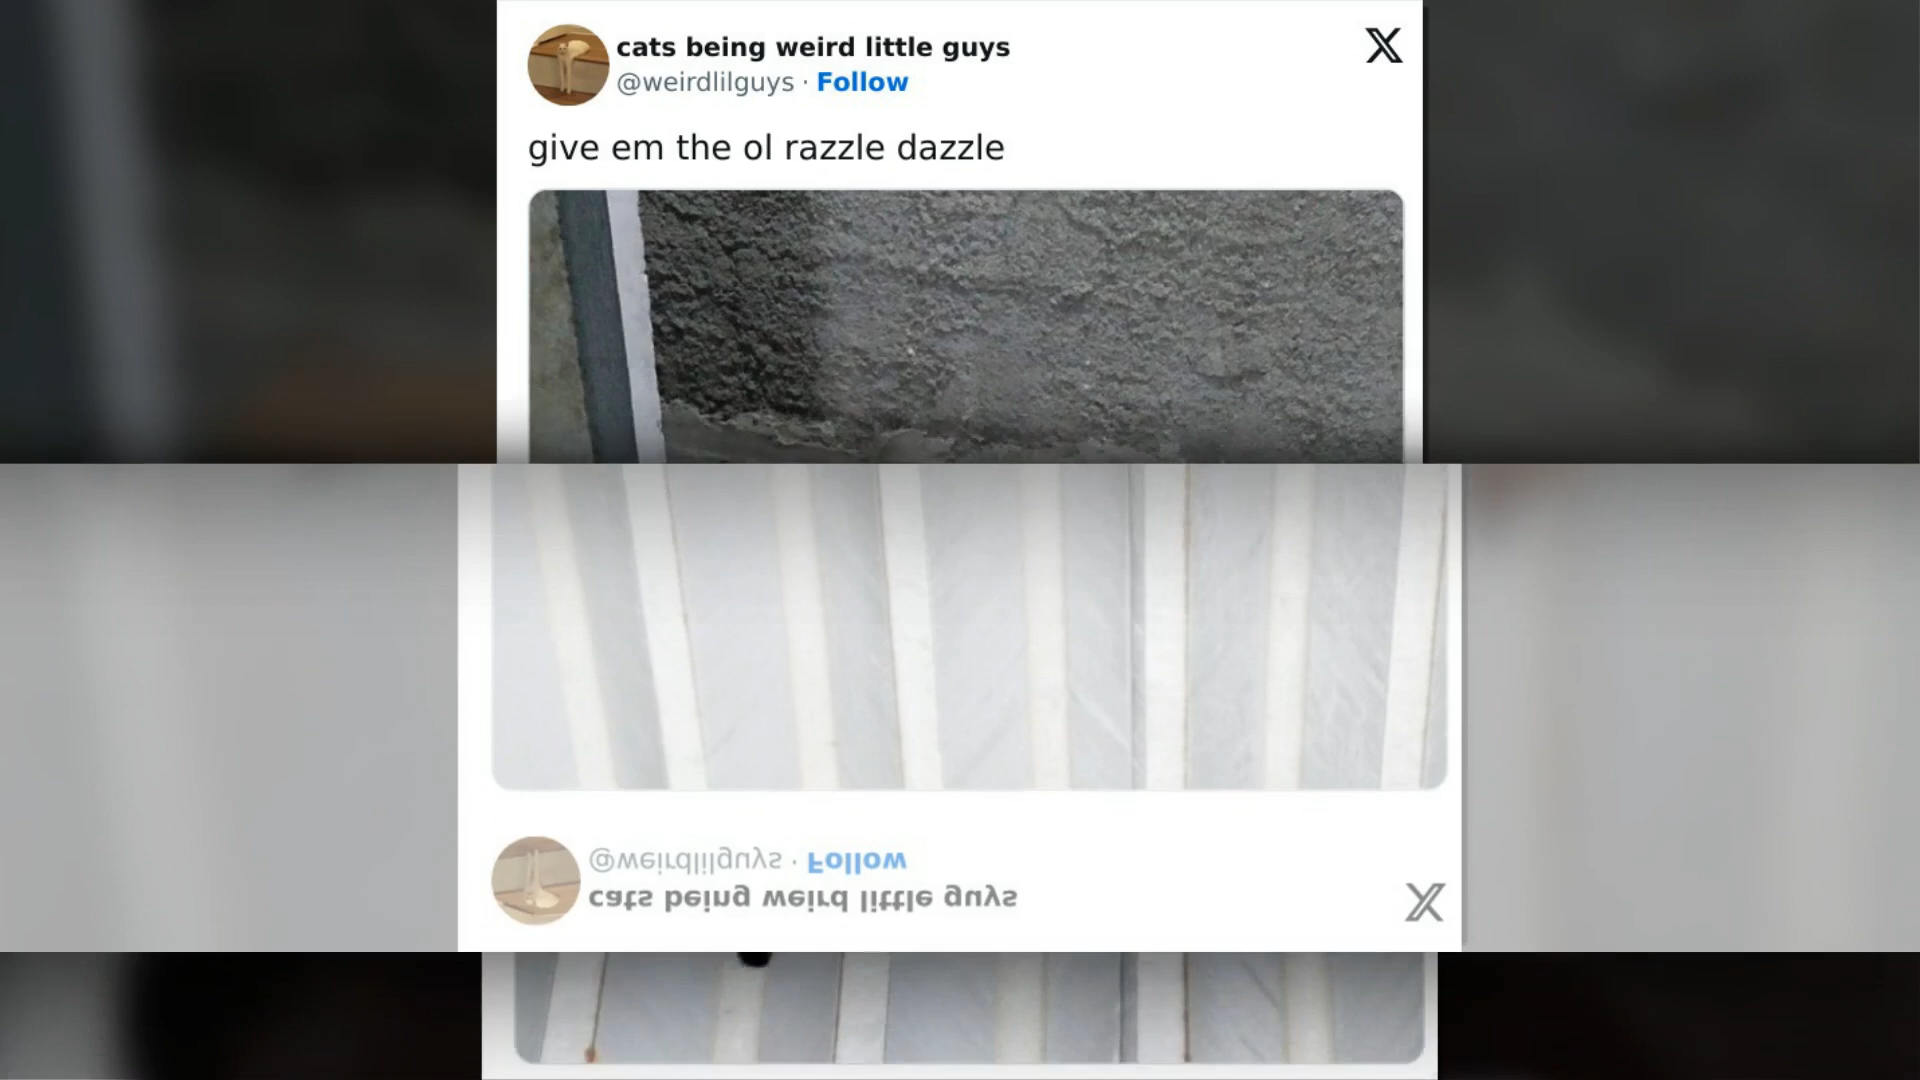 cats being weird little guys
@weirdlilguys · Follow
give em the ol razzle dazzle
@weirdlilguys · Follow
cats being weird little guys